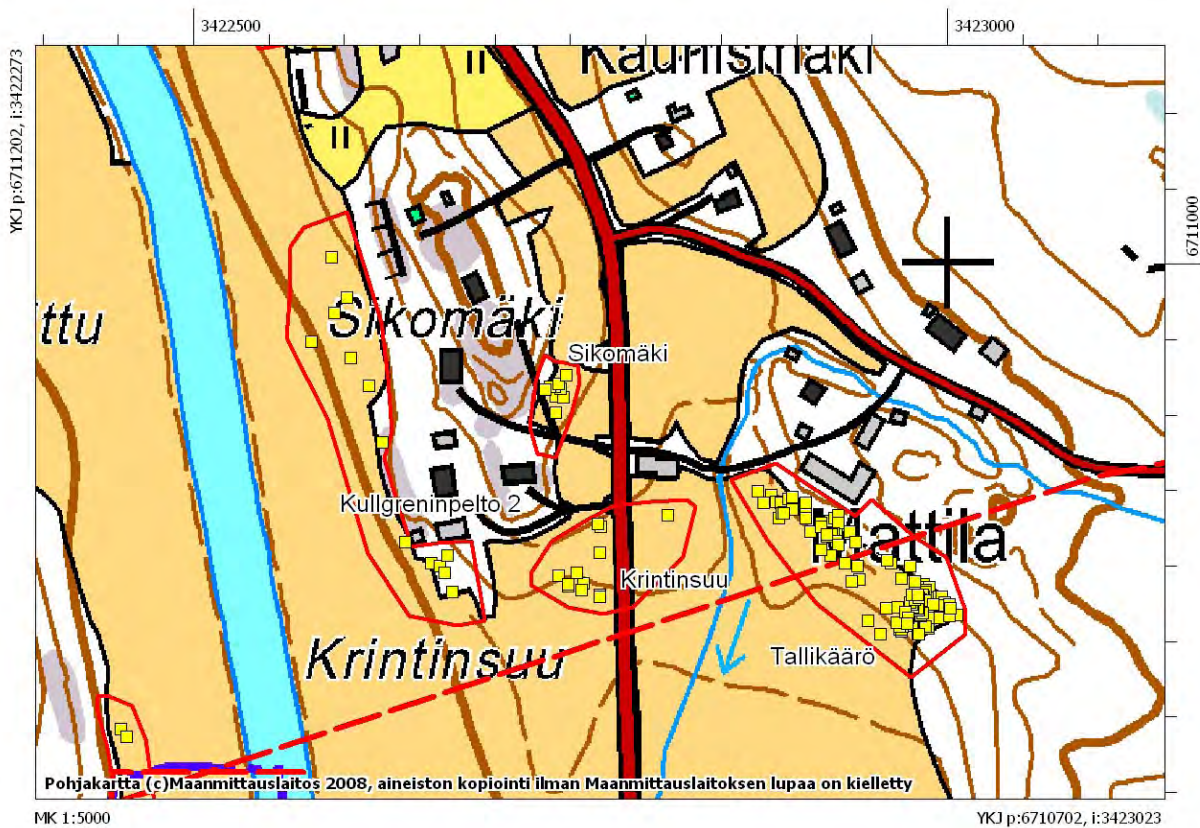 3422500
3423000
YKJ p:6711202, i:3422273
Kaunismäki
II
II
6711000
ittu
Sikomäki
Sikomäki
Kullgreninpelto 2
Mattila
Krintinsuu
Krintinsuu
Tallikäärö
Pohjakartta (c)Maanmittauslaitos 2008, aineiston kopiointi ilman Maanmittauslaitoksen lupaa on kielletty
MK 1:5000
YKJ p:6710702, i:3423023